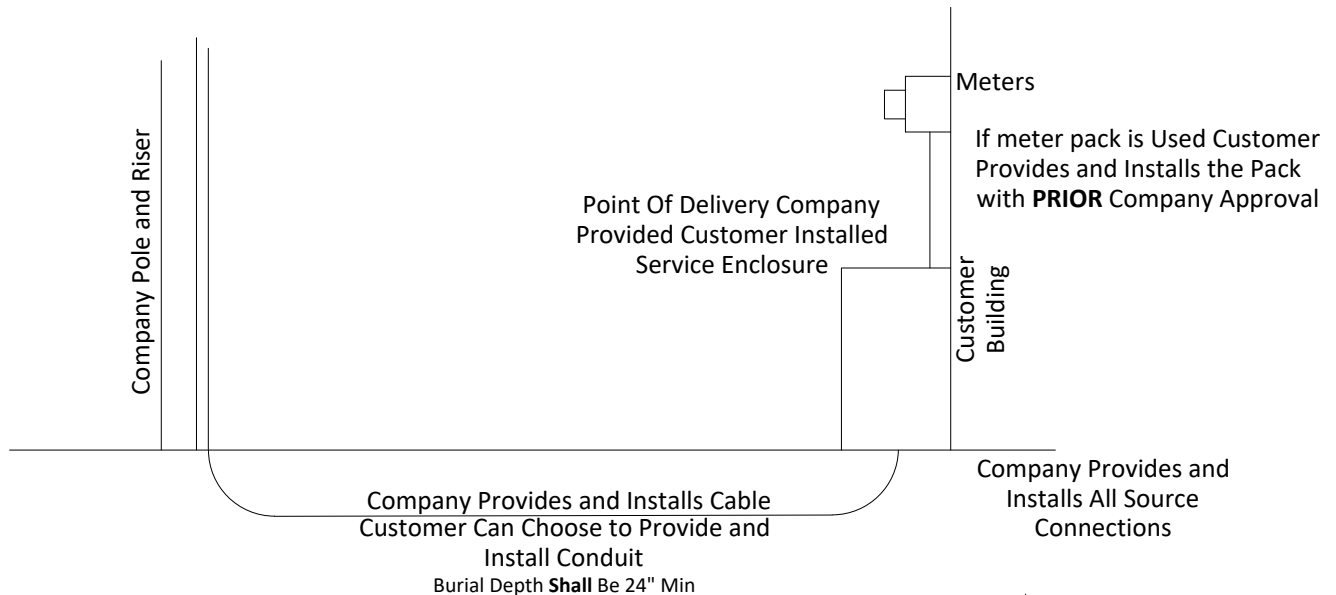 Company Pole and Riser
Meters
If meter pack is Used Customer
Provides and Installs the Pack
with PRIOR Company Approval
Point Of Delivery Company
Provided Customer Installed
Service Enclosure
Customer
Building
Company Provides and Installs Cable
Customer Can Choose to Provide and
Install Conduit
Burial Depth Shall Be 24" Min
Company Provides and
Installs All Source
Connections